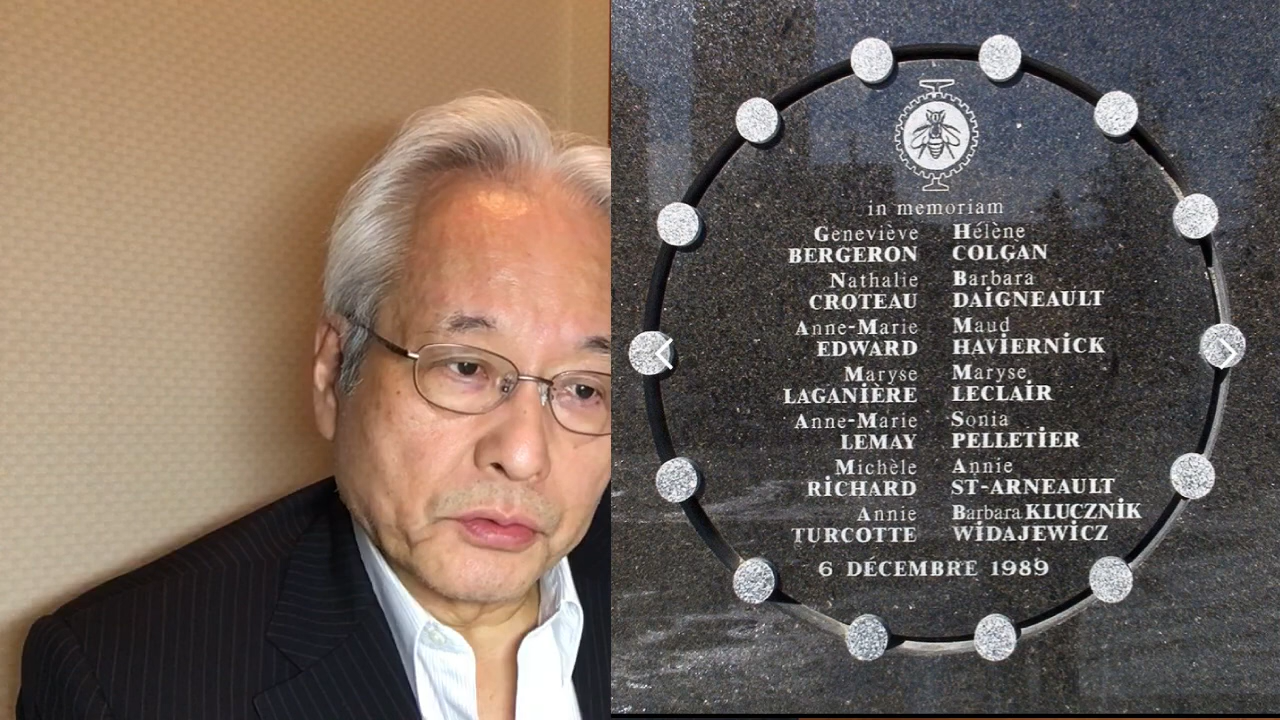 in memoriam
Geneviève
BERGERON
Hélène
COLGAN
Nathalie
CROTEAU
Barbara
DAIGNEAULT
Anne-Marie
EDWARD
Maud
HAVIERNICK
Maryse
LAGANIÈRE
Maryse
LECLAIR
Anne-Marie
LEMAY
Sonia
PELLETIER
Michèle
RICHARD
Annie
ST-ARNEAULT
Annie
TURCOTTE
Barbara KLUCZNIK
WIDAJEWICZ
6 DÉCEMBRE 1989